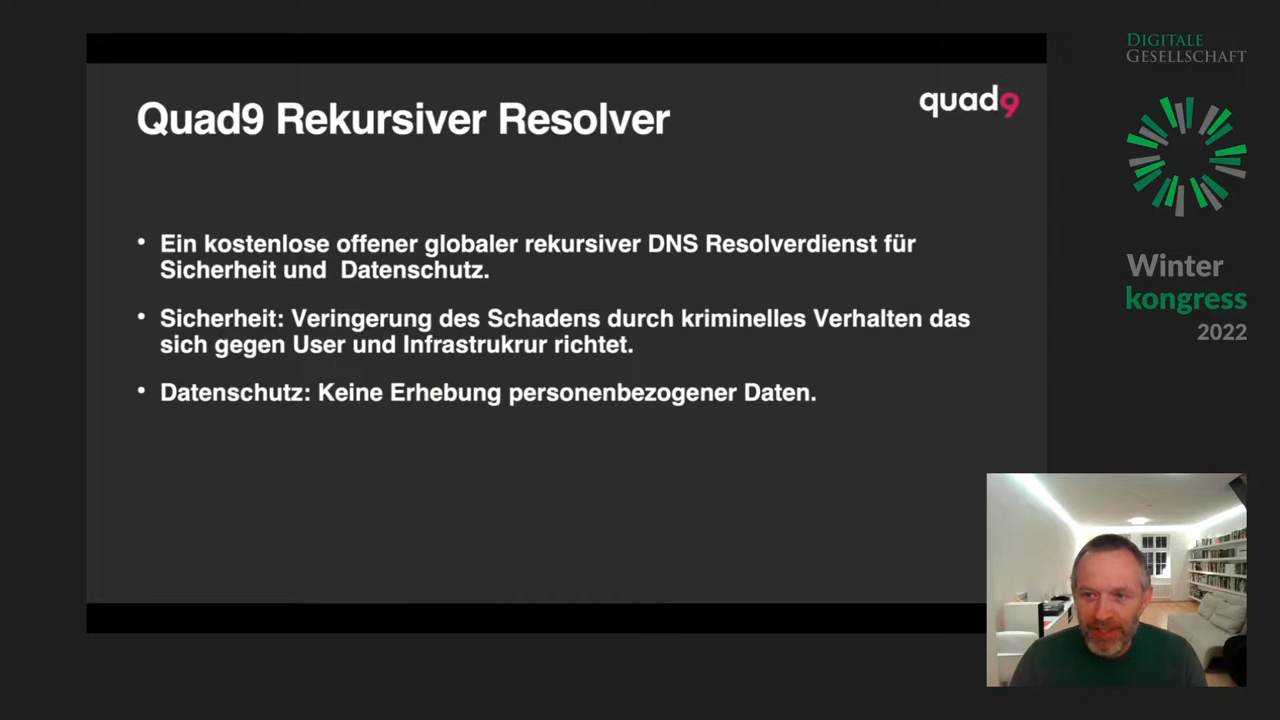 Quad9 Rekursiver Resolver
quad9
• Ein kostenlose offener globaler rekursiver DNS Resolverdienst für
Sicherheit und  Datenschutz.
• Sicherheit: Veringerung des Schadens durch kriminelles Verhalten das
sich gegen User und Infrastrukrur richtet.
• Datenschutz: Keine Erhebung personenbezogener Daten.
DIGITALE
GESELLSCHAFT
Winter
kongress
2022